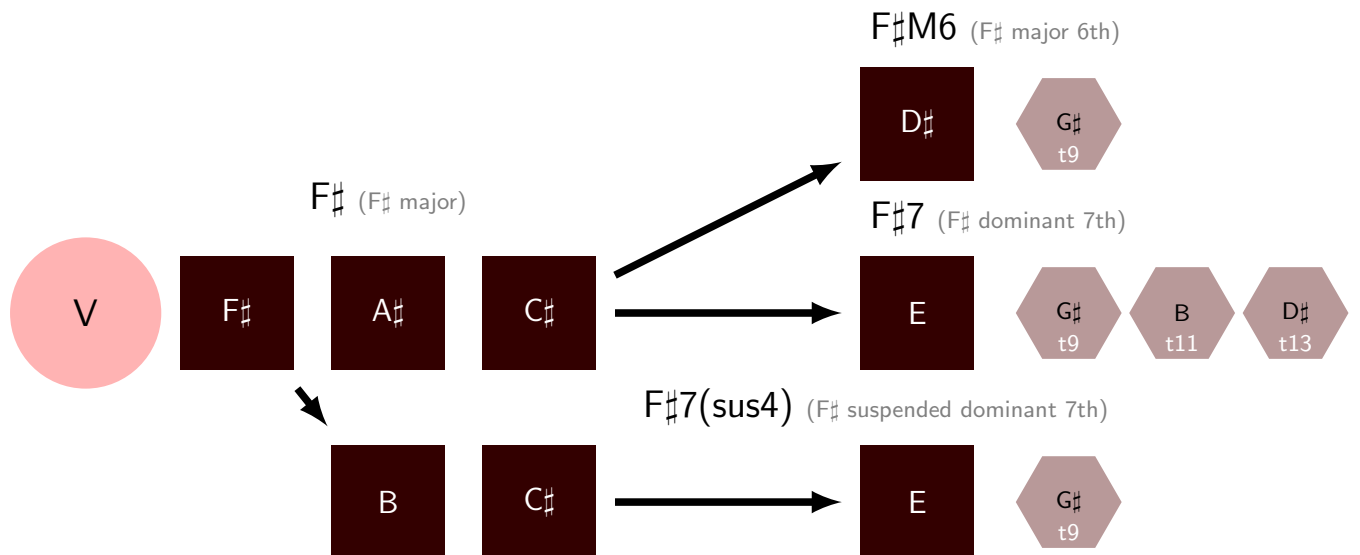 F♯M6 (F♯ major 6th)
D♯ G♯
t9
F♯ (F♯ major)
F♯7 (F♯ dominant 7th)
V F♯ A♯ C♯ E G♯ B D♯
t9 t11 t13
F♯7(sus4) (F♯ suspended dominant 7th)
B C♯ E G♯
t9